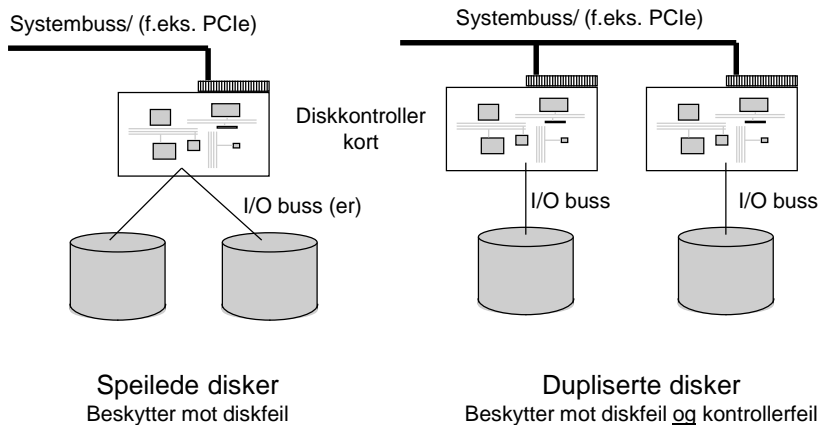 Systembuss/ (f.eks. PCIe)
Diskkontroller
kort
I/O buss (er)
Speilede disker
Beskytter mot diskfeil
Systembuss/ (f.eks. PCIe)
I/O buss
I/O buss
Dupliserte disker
Beskytter mot diskfeil og kontrollerfeil